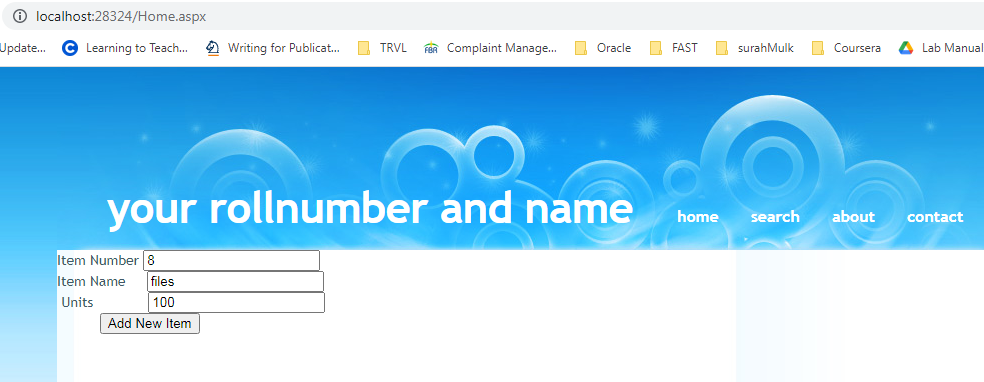 localhost:28324/Home.aspx
Update... Learning to Teach... Writing for Publicat... TRVL FBR Complaint Manage... Oracle FAST surahMulk Coursera Lab Manual
your rollnumber and name home search about contact
Item Number 8
Item Name files
Units 100
Add New Item